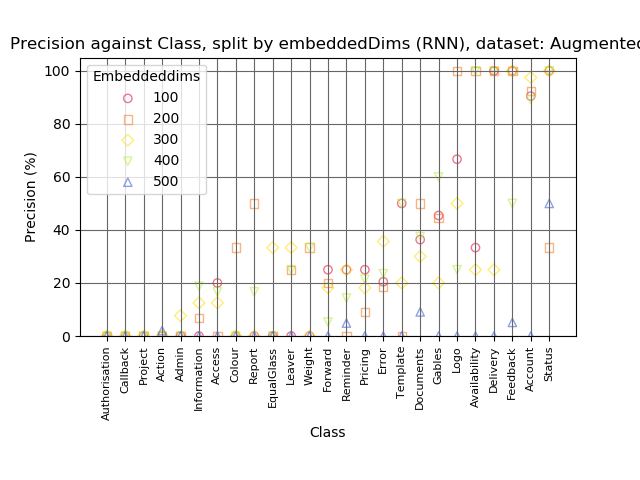 Precision against Class, split by embeddedDims (RNN), dataset: Augmented
Embeddeddims
100
200
300
400
500
Precision (%)
100
80
60
40
20
0
Authorisation
Callback
Project
Action
Admin
Information
Access
Colour
Report
EqualGlass
Leaver
Weight
Forward
Reminder
Pricing
Error
Template
Documents
Gables
Logo
Availability
Delivery
Feedback
Account
Status
Class